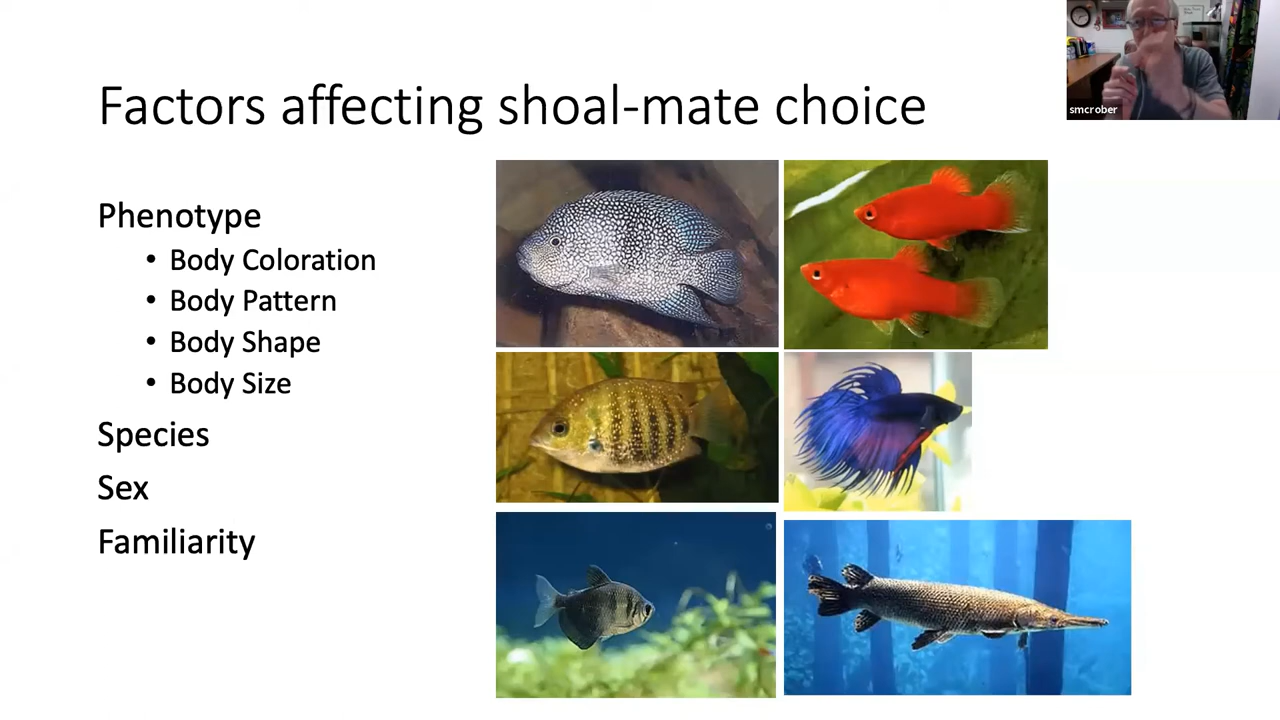 Factors affecting shoal-mate choice
smcrober
Phenotype
• Body Coloration
• Body Pattern
• Body Shape
• Body Size
Species
Sex
Familiarity